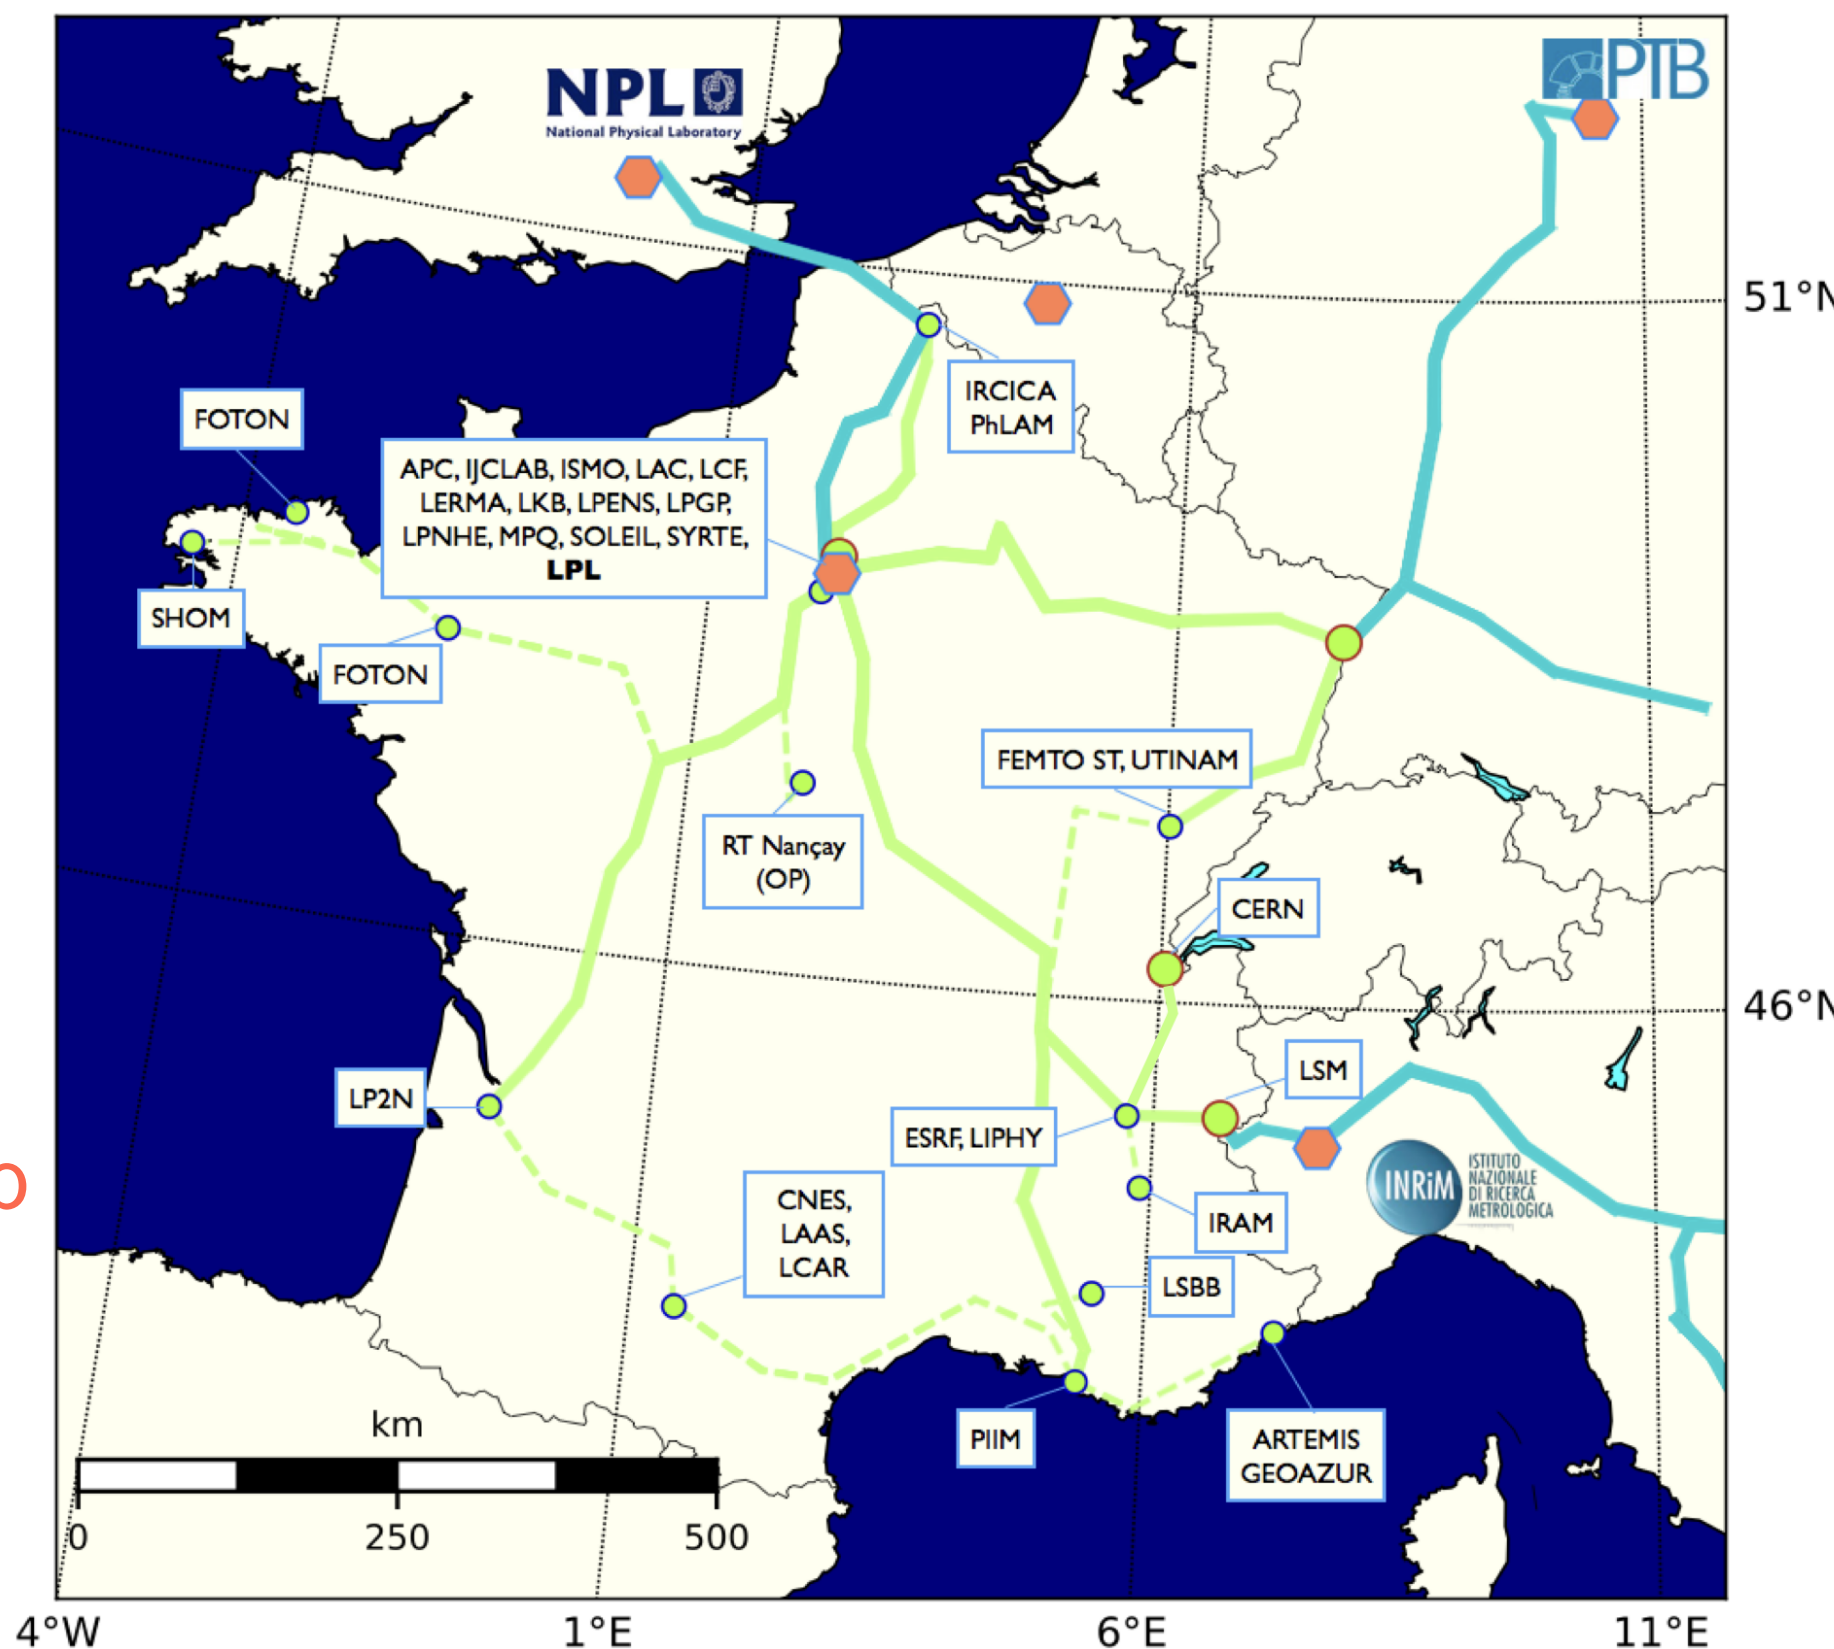 NPL
National Physical Laboratory
PTB
51°N
IRCICA
PhLAM
FOTON
APC, IJCLAB, ISMO, LAC, LCF,
LERMA, LKB, LPENS, LPGP,
LPNHE, MPQ, SOLEIL, SYRTE,
LPL
SHOM
FOTON
FEMTO ST, UTINAM
RT Nançay
(OP)
CERN
46°N
LSM
LP2N
ESRF, LIPHY
INRiM
ISTITUTO
NAZIONALE
DI RICERCA
METROLOGICA
CNES,
LAAS,
LCAR
IRAM
LSBB
PIIM
ARTEMIS
GEOAZUR
km
0 250 500
4°W 1°E 6°E 11°E